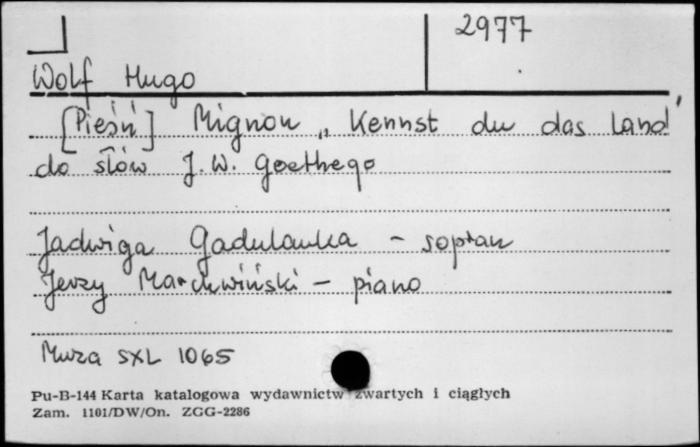 2977
Wolf Hugo
[Pieśń] Mignon „Kennst du das Land'
do słów J. W. Goethego
Jadwiga Gadulanka - sopran
Jerzy Marchwiński - piano
Muza SXL 1065
Pu-B-144 Karta katalogowa wydawnictw zwartych i ciągłych
Zam. 1101/DW/On. ZGG-2286